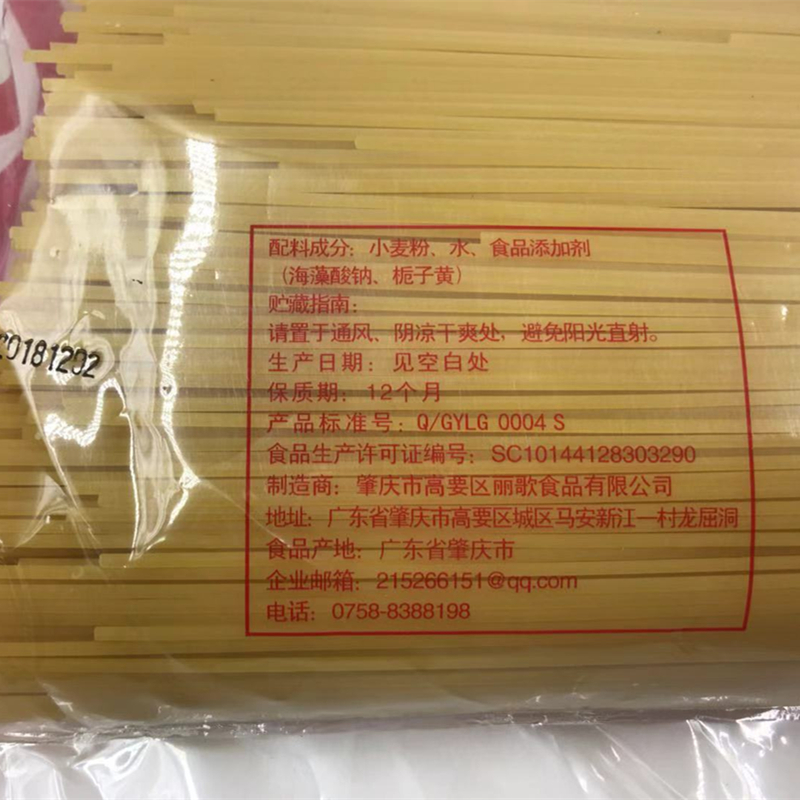 配料成分：小麦粉、水、食品添加剂
（海藻酸钠、栀子黄）
贮藏指南：
请置于通风、阴凉干爽处，避免阳光直射。
生产日期：见空白处
保质期：12个月
产品标准号：Q/GYLG 0004 S
食品生产许可证编号：SC10144128303290
制造商：肇庆市高要区丽歌食品有限公司
地址：广东省肇庆市高要区城区马安新江一村龙屈洞
食品产地：广东省肇庆市
企业邮箱：215266151@qq.com
电话：0758-8388198
20181202